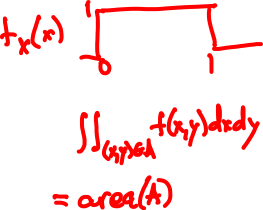 f_X(x) 1
0 1
∬_{(x,y)∈A} f(x,y)dxdy
= area(A)